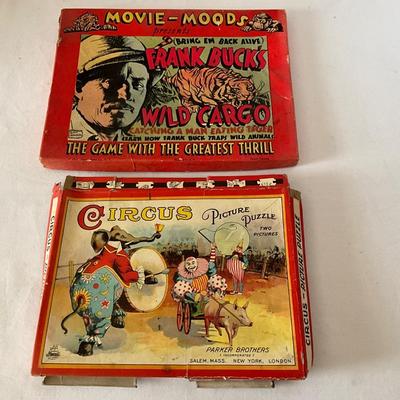 MOVIE-MOODS
presents
(BRING EM BACK ALIVE)
FRANK BUCKS
WILD CARGO
CATCHING A MAN EATING TIGER
LEARN HOW FRANK BUCK TRAPS WILD ANIMALS
THE GAME WITH THE GREATEST THRILL
CIRCUS
PICTURE
PUZZLE
TWO
PICTURES
PARKER BROTHERS
INCORPORATED
SALEM, MASS. NEW YORK, LONDON
CIRCUS - PICTURE PUZZLE